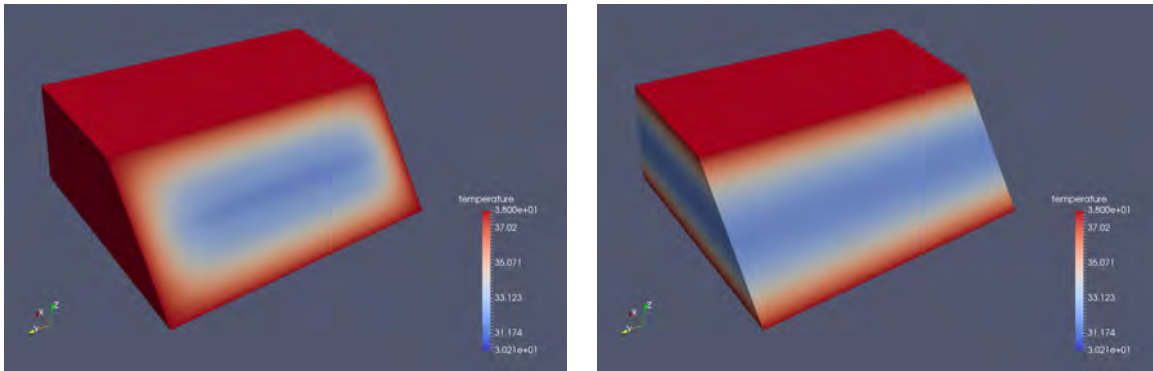 temperature
3.800e+01
37.02
35.071
33.123
31.174
3.021e+01
X
Z
Y
temperature
3.800e+01
37.02
35.071
33.123
31.174
3.021e+01
X
Z
Y